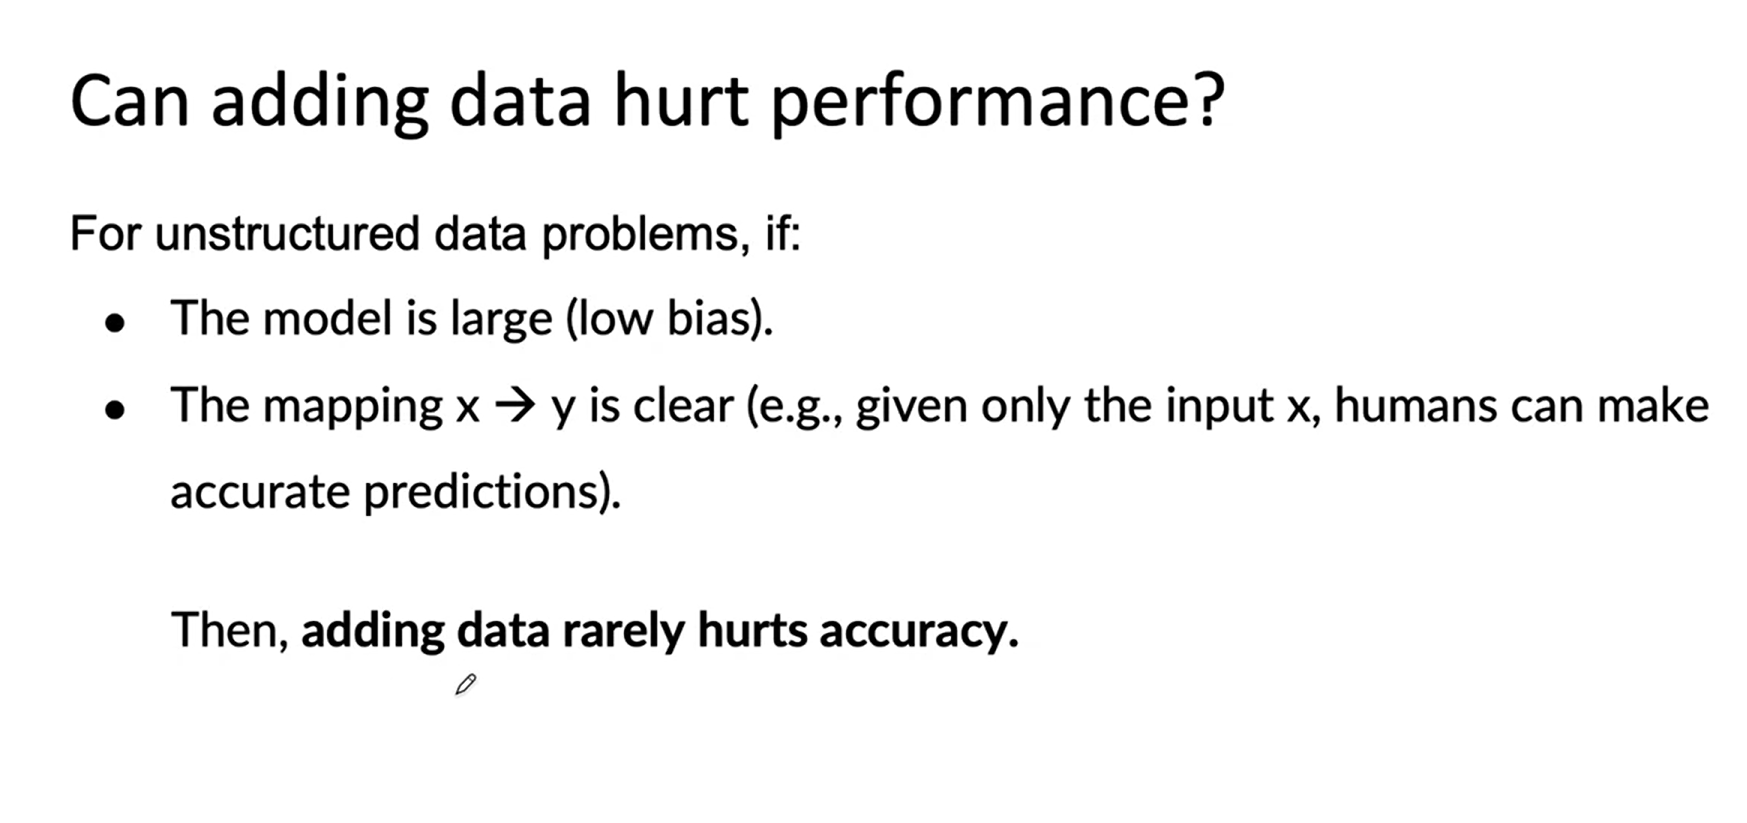 Can adding data hurt performance?
For unstructured data problems, if:
• The model is large (low bias).
• The mapping x → y is clear (e.g., given only the input x, humans can make
accurate predictions).
Then, adding data rarely hurts accuracy.